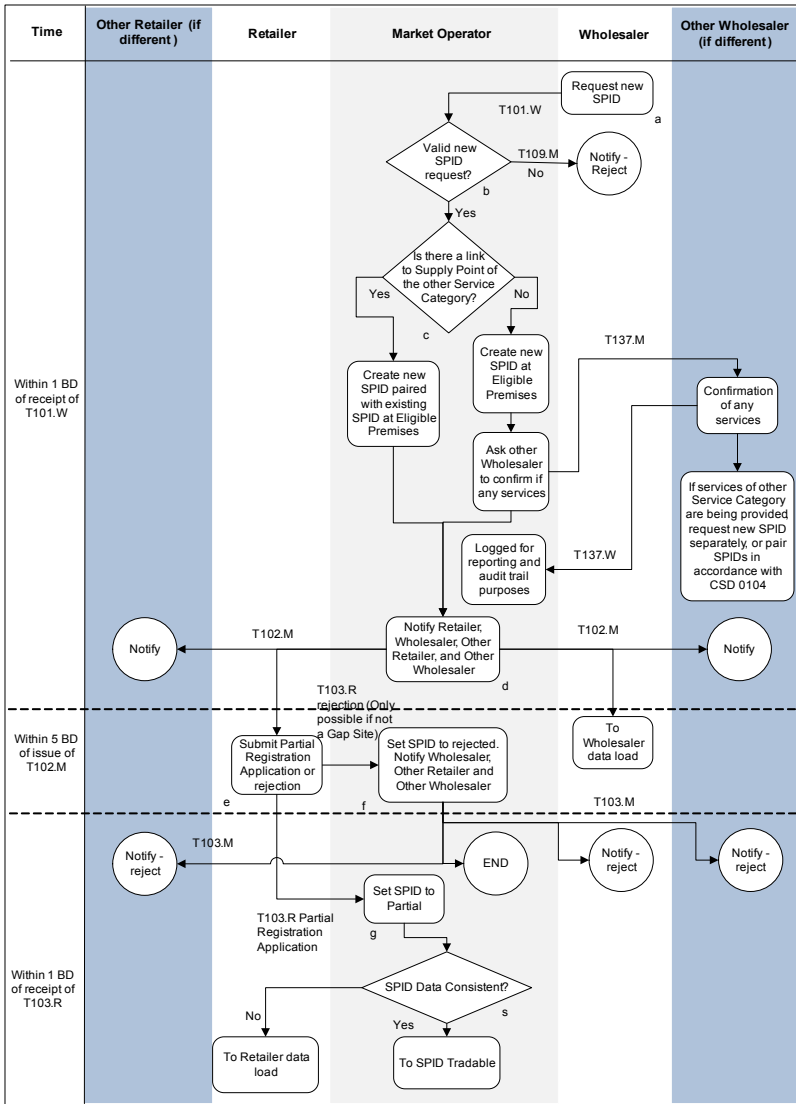 Time
Other Retailer (if
different )
Retailer
Market Operator
Wholesaler
Other Wholesaler
(if different)
Request new
SPID
a
T101.W
Valid new
SPID
request?
b
T109.M
No
Notify -
Reject
Yes
Is there a link
to Supply Point of
the other Service
Category?
c
Yes
No
Within 1 BD
of receipt of
T101.W
Create new
SPID paired
with existing
SPID at Eligible
Premises
Create new
SPID at
Eligible
Premises
T137.M
Confirmation
of any
services
Ask other
Wholesaler
to confirm if
any services
If services of other
Service Category
are being provided,
request new SPID
separately, or pair
SPIDs in
accordance with
CSD 0104
Logged for
reporting and
audit trail
purposes
T137.W
Notify
T102.M
Notify Retailer,
Wholesaler, Other
Retailer, and Other
Wholesaler
d
T102.M
Notify
T103.R
rejection (Only
possible if not
a Gap Site)
Within 5 BD
of issue of
T102.M
Submit Partial
Registration
Application or
rejection
e
Set SPID to rejected.
Notify Wholesaler,
Other Retailer and
Other Wholesaler
f
To
Wholesaler
data load
T103.M
Notify -
reject
T103.M
END
Notify -
reject
Notify -
reject
Set SPID to
Partial
g
T103.R Partial
Registration
Application
Within 1 BD
of receipt of
T103.R
SPID Data Consistent?
s
No
Yes
To Retailer data
load
To SPID Tradable